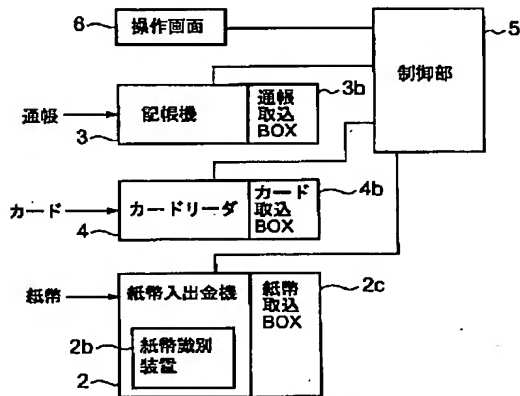 6
操作画面
5
制御部
通帳
記帳機
3
通帳
取込
BOX
3b
カード
カードリーダ
4
カード
取込
BOX
4b
紙幣
紙幣入出金機
2b
紙幣識別
装置
2
紙幣
取込
BOX
2c